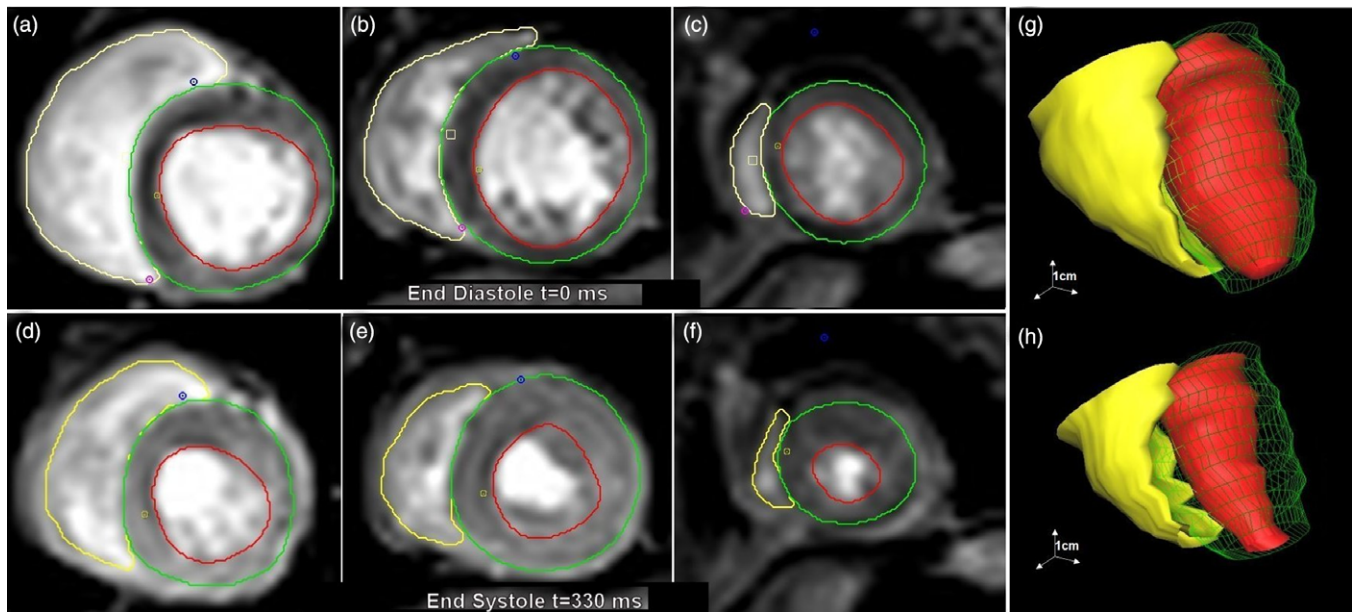 (a)
(b)
(c)
(g)
1cm
End Diastole t=0 ms
(d)
(e)
(f)
(h)
1cm
End Systole t=330 ms